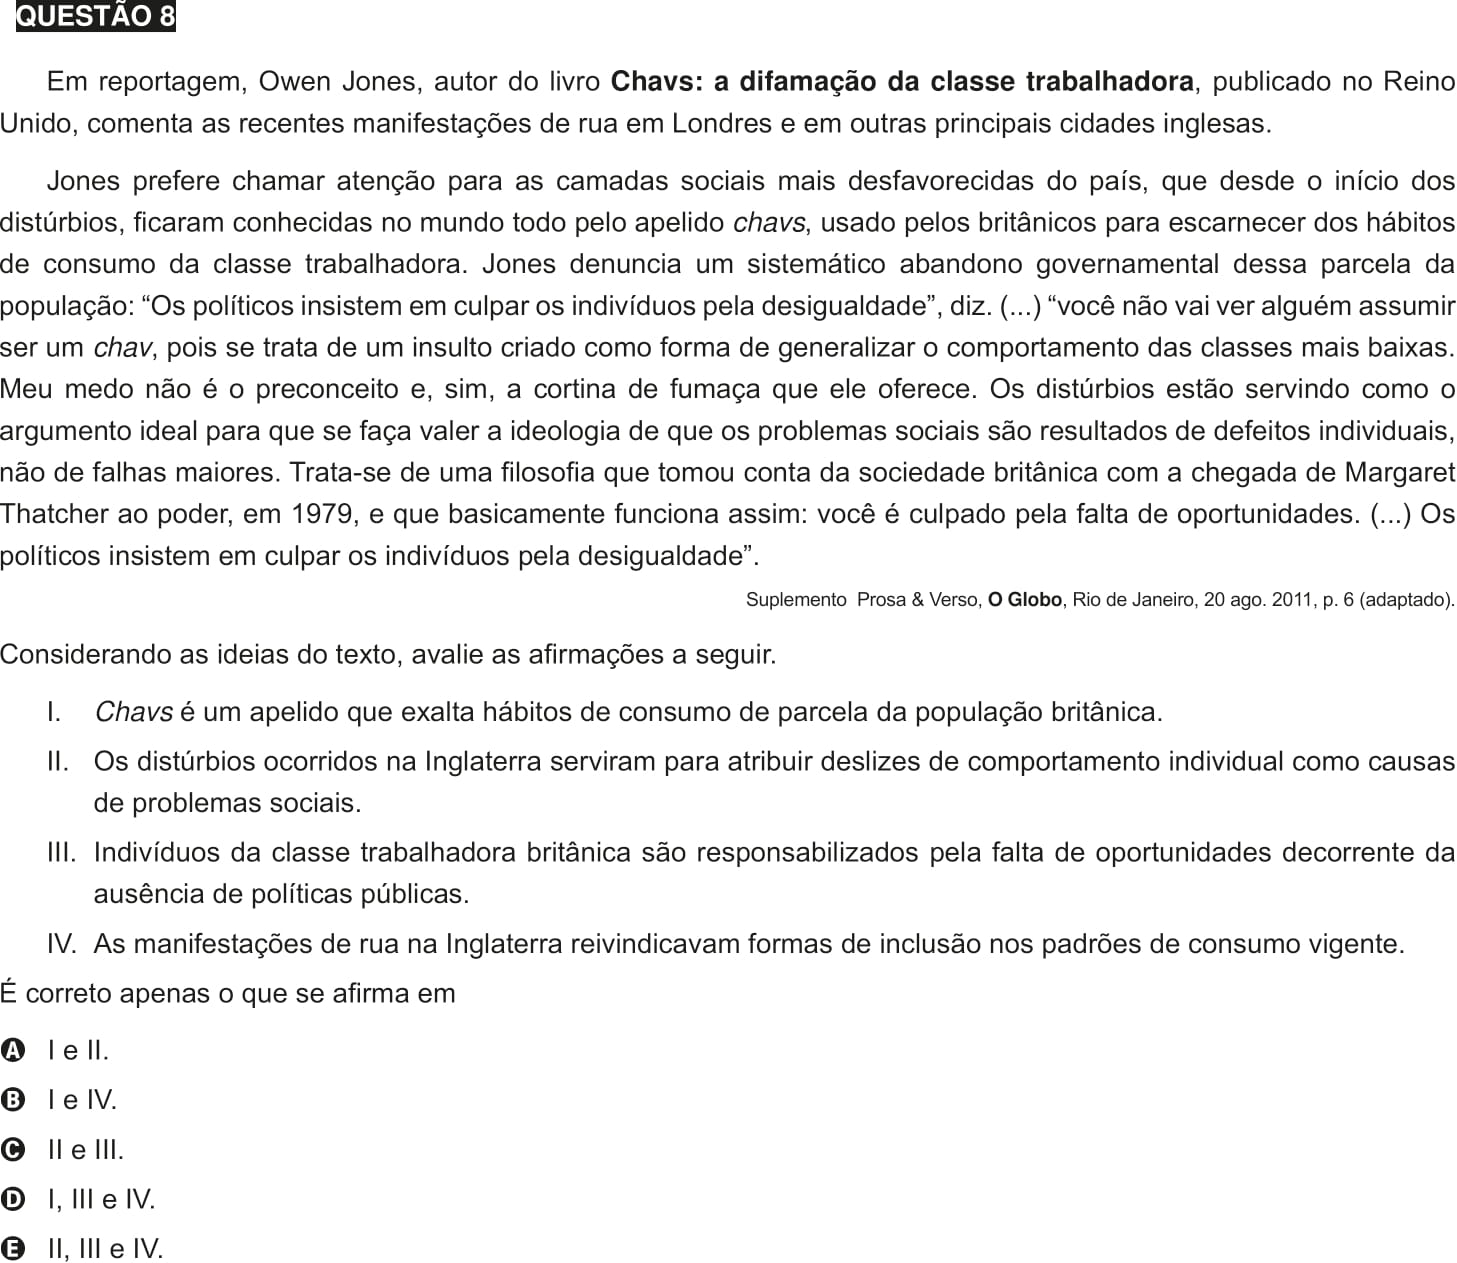 QUESTÃO 8
Em reportagem, Owen Jones, autor do livro Chavs: a difamação da classe trabalhadora, publicado no Reino
Unido, comenta as recentes manifestações de rua em Londres e em outras principais cidades inglesas.
Jones prefere chamar atenção para as camadas sociais mais desfavorecidas do país, que desde o início dos
distúrbios, ficaram conhecidas no mundo todo pelo apelido chavs, usado pelos britânicos para escarnecer dos hábitos
de consumo da classe trabalhadora. Jones denuncia um sistemático abandono governamental dessa parcela da
população: “Os políticos insistem em culpar os indivíduos pela desigualdade”, diz. (...) “você não vai ver alguém assumir
ser um chav, pois se trata de um insulto criado como forma de generalizar o comportamento das classes mais baixas.
Meu medo não é o preconceito e, sim, a cortina de fumaça que ele oferece. Os distúrbios estão servindo como o
argumento ideal para que se faça valer a ideologia de que os problemas sociais são resultados de defeitos individuais,
não de falhas maiores. Trata-se de uma filosofia que tomou conta da sociedade britânica com a chegada de Margaret
Thatcher ao poder, em 1979, e que basicamente funciona assim: você é culpado pela falta de oportunidades. (...) Os
políticos insistem em culpar os indivíduos pela desigualdade”.
Suplemento Prosa & Verso, O Globo, Rio de Janeiro, 20 ago. 2011, p. 6 (adaptado).
Considerando as ideias do texto, avalie as afirmações a seguir.
I. Chavs é um apelido que exalta hábitos de consumo de parcela da população britânica.
II. Os distúrbios ocorridos na Inglaterra serviram para atribuir deslizes de comportamento individual como causas
de problemas sociais.
III. Indivíduos da classe trabalhadora britânica são responsabilizados pela falta de oportunidades decorrente da
ausência de políticas públicas.
IV. As manifestações de rua na Inglaterra reivindicavam formas de inclusão nos padrões de consumo vigente.
É correto apenas o que se afirma em
A I e II.
B I e IV.
C II e III.
D I, III e IV.
E II, III e IV.